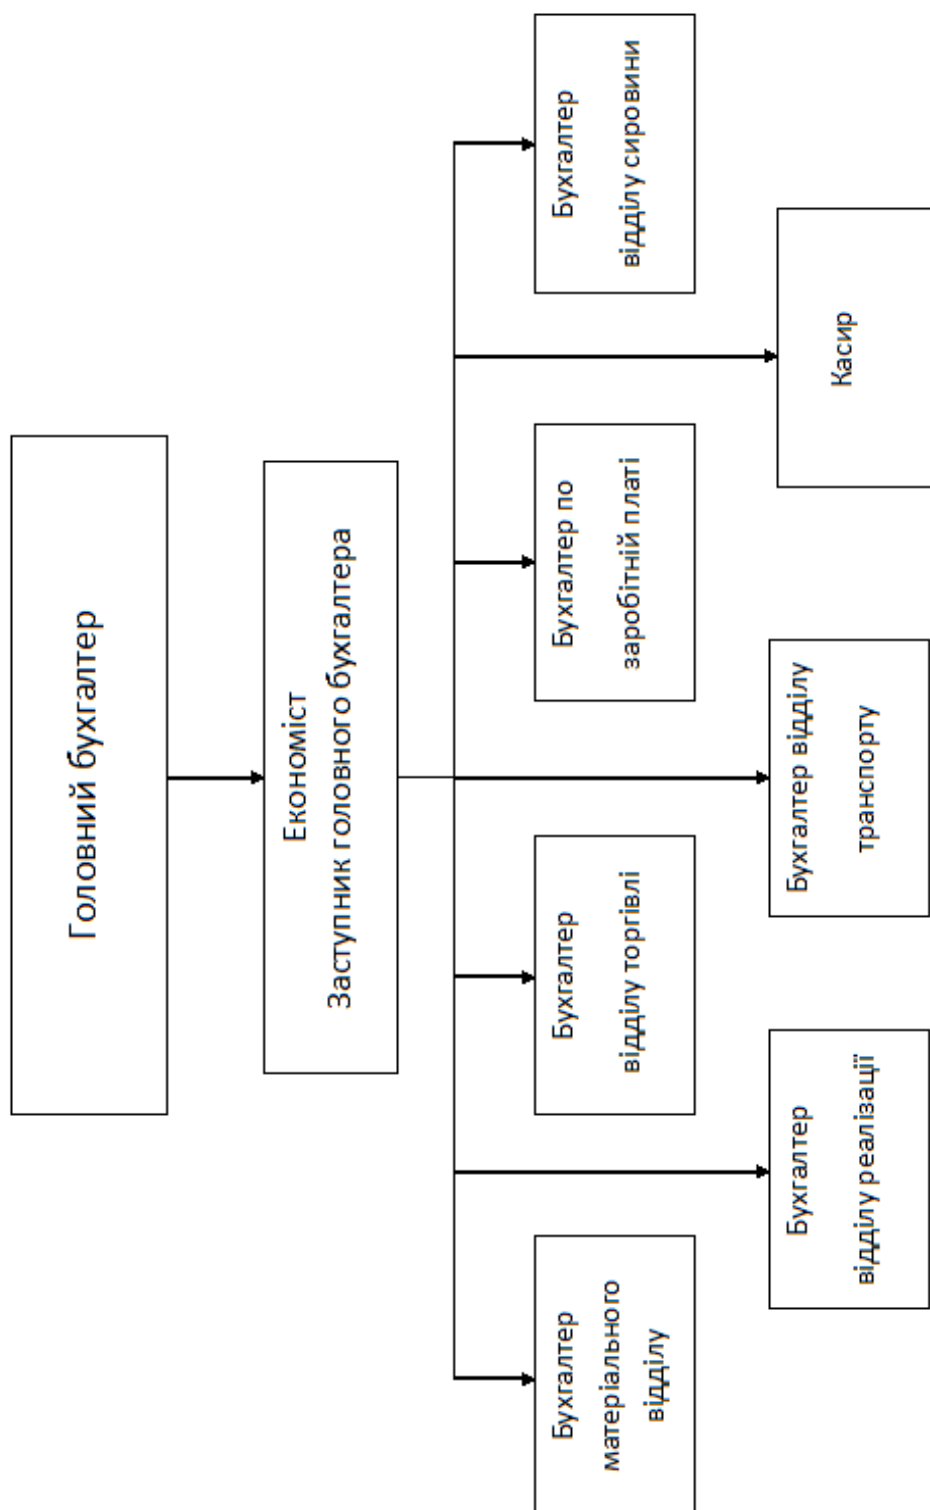 Головний бухгалтер
Економіст
Заступник головного бухгалтера
Бухгалтер
матеріального
відділу
Бухгалтер
відділу торгівлі
Бухгалтер по
заробітній платі
Бухгалтер
відділу сировини
Бухгалтер
відділу реалізації
Бухгалтер відділу
транспорту
Касир